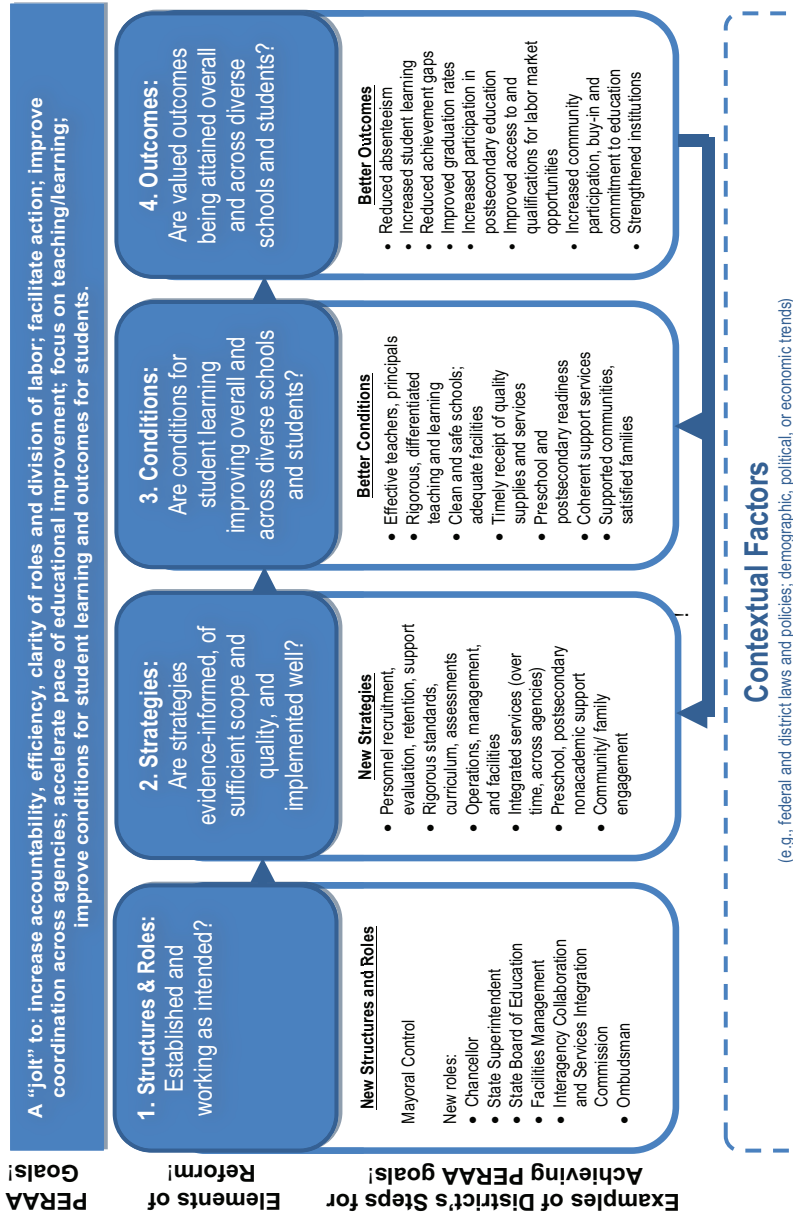 PERAA
Goals!
A “jolt” to: increase accountability, efficiency, clarity of roles and division of labor; facilitate action; improve
coordination across agencies; accelerate pace of educational improvement; focus on teaching/learning;
improve conditions for student learning and outcomes for students.
Elements of
Reform!
1. Structures & Roles:
Established and
working as intended?
2. Strategies:
Are strategies
evidence-informed, of
sufficient scope and
quality, and
implemented well?
3. Conditions:
Are conditions for
student learning
improving overall and
across diverse schools
and students?
4. Outcomes:
Are valued outcomes
being attained overall
and across diverse
schools and students?
Examples of District's Steps for
Achieving PERAA goals!
New Structures and Roles
Mayoral Control
New roles:
• Chancellor
• State Superintendent
• State Board of Education
• Facilities Management
• Interagency Collaboration
and Services Integration
Commission
• Ombudsman
New Strategies
• Personnel recruitment,
evaluation, retention, support
• Rigorous standards,
curriculum, assessments
• Operations, management,
and facilities
• Integrated services (over
time, across agencies)
• Preschool, postsecondary
nonacademic support
• Community/ family
engagement
Better Conditions
• Effective teachers, principals
• Rigorous, differentiated
teaching and learning
• Clean and safe schools;
adequate facilities
• Timely receipt of quality
supplies and services
• Preschool and
postsecondary readiness
• Coherent support services
• Supported communities,
satisfied families
Better Outcomes
• Reduced absenteeism
• Increased student learning
• Reduced achievement gaps
• Improved graduation rates
• Increased participation in
postsecondary education
• Improved access to and
qualifications for labor market
opportunities
• Increased community
participation, buy-in and
commitment to education
• Strengthened institutions
Contextual Factors
(e.g., federal and district laws and policies; demographic, political, or economic trends)